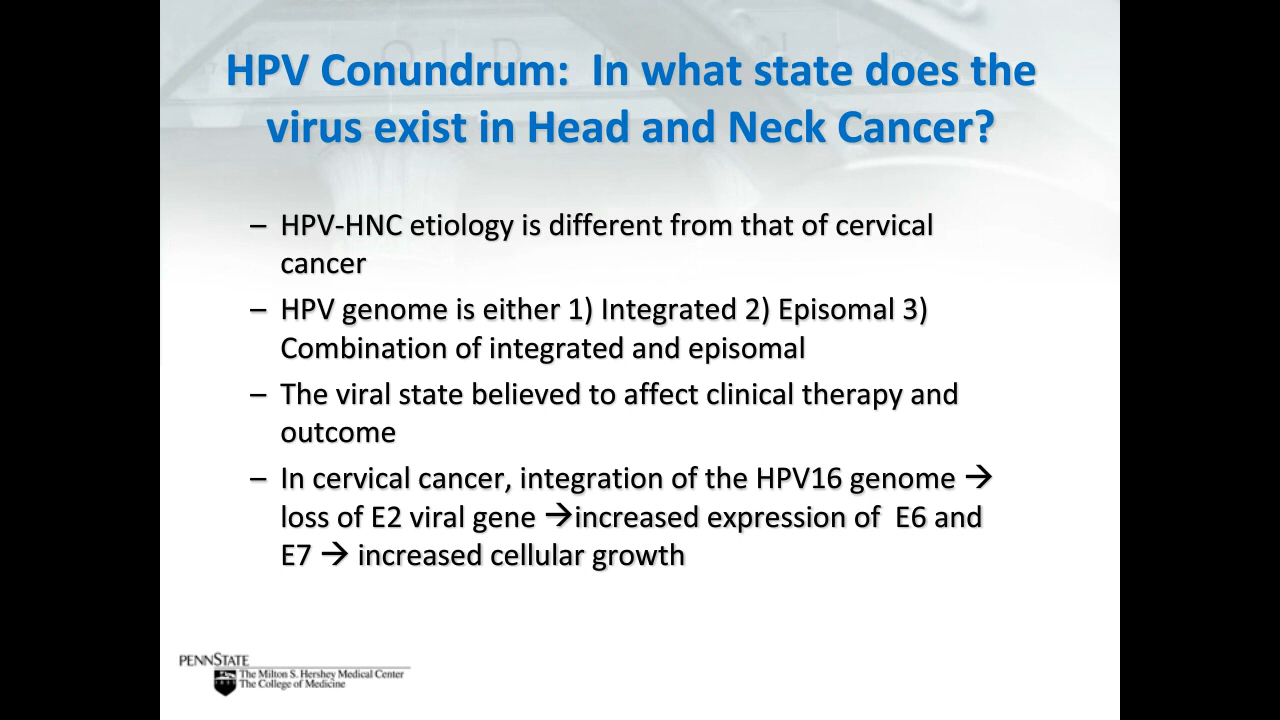 HPV Conundrum:  In what state does the
virus exist in Head and Neck Cancer?
– HPV-HNC etiology is different from that of cervical
cancer
– HPV genome is either 1) Integrated 2) Episomal 3)
Combination of integrated and episomal
– The viral state believed to affect clinical therapy and
outcome
– In cervical cancer, integration of the HPV16 genome →
loss of E2 viral gene →increased expression of  E6 and
E7 → increased cellular growth
PENNSTATE
The Milton S. Hershey Medical Center
The College of Medicine